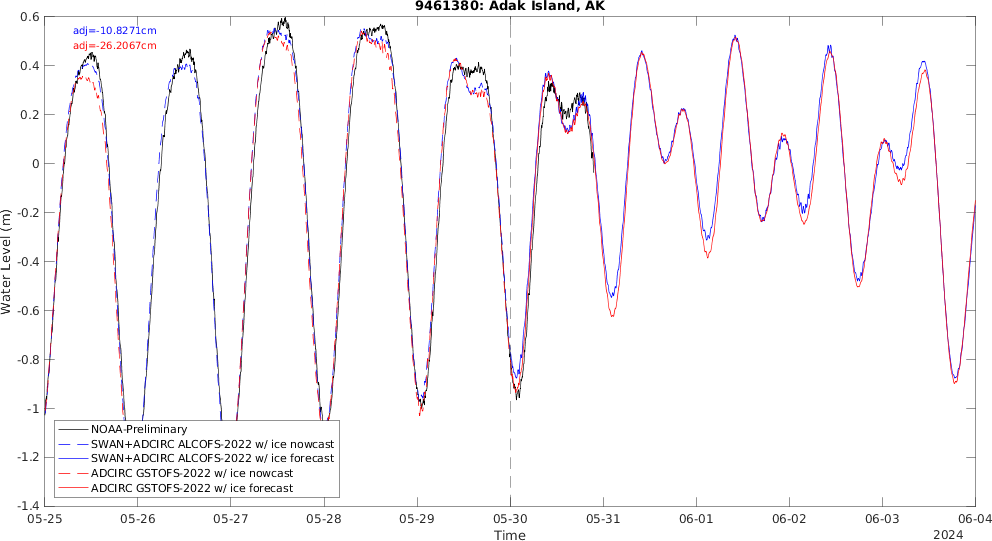 9461380: Adak Island, AK
adj=-10.8271cm
adj=-26.2067cm
0.6
0.4
0.2
0
-0.2
-0.4
-0.6
-0.8
-1
-1.2
-1.4
Water Level (m)
NOAA-Preliminary
SWAN+ADCIRC ALCOFS-2022 w/ ice nowcast
SWAN+ADCIRC ALCOFS-2022 w/ ice forecast
ADCIRC GSTOFS-2022 w/ ice nowcast
ADCIRC GSTOFS-2022 w/ ice forecast
05-25 05-26 05-27 05-28 05-29 05-30 05-31 06-01 06-02 06-03 06-04
Time
2024